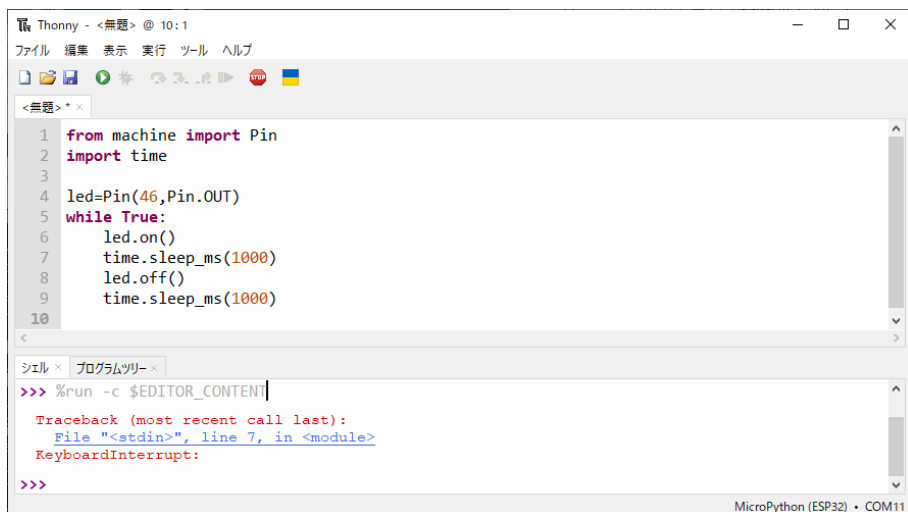 Thonny - <無題> @ 10:1
ファイル 編集 表示 実行 ツール ヘルプ
STOP
<無題> * ×
1 from machine import Pin
2 import time
3
4 led=Pin(46,Pin.OUT)
5 while True:
6     led.on()
7     time.sleep_ms(1000)
8     led.off()
9     time.sleep_ms(1000)
10
シェル × プログラムツリー ×
>>> %run -c $EDITOR_CONTENT
Traceback (most recent call last):
  File "<stdin>", line 7, in <module>
KeyboardInterrupt:
>>>
MicroPython (ESP32) • COM11